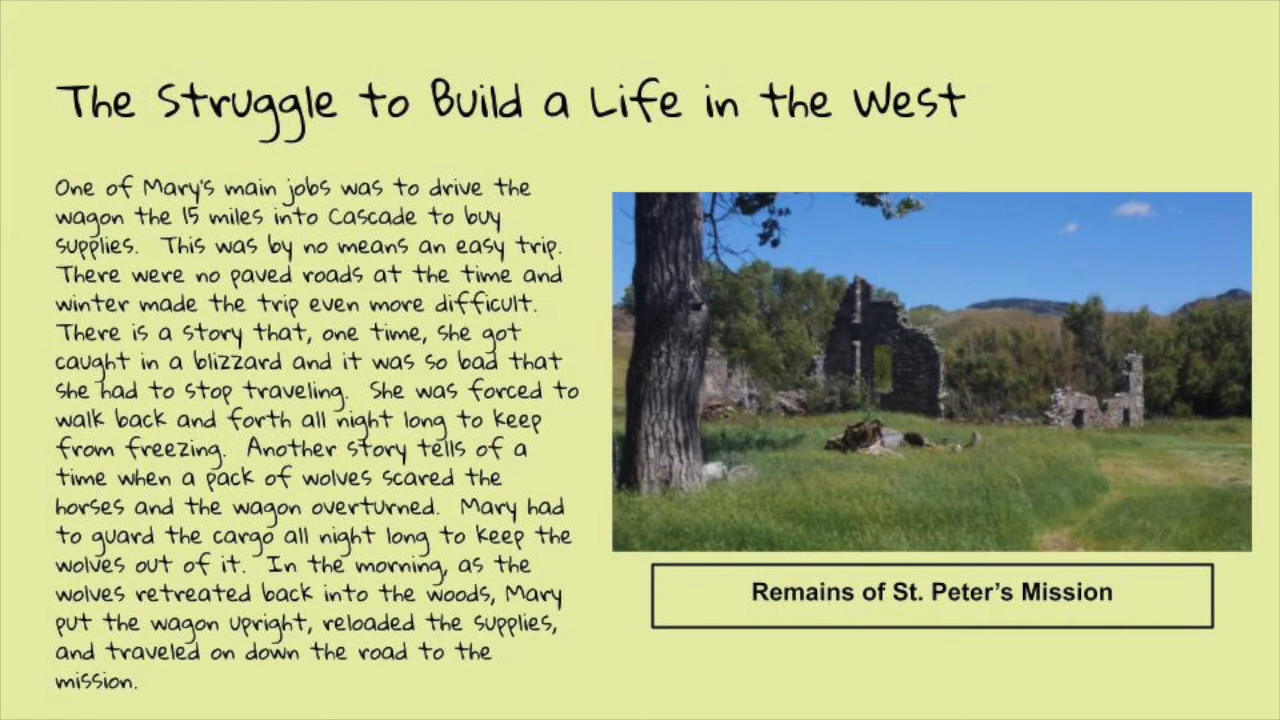 The Struggle to Build a Life in the West
One of Mary's main jobs was to drive the
wagon the 15 miles into Cascade to buy
supplies.  This was by no means an easy trip.
There were no paved roads at the time and
winter made the trip even more difficult.
There is a story that, one time, she got
caught in a blizzard and it was so bad that
she had to stop traveling.  She was forced to
walk back and forth all night long to keep
from freezing.  Another story tells of a
time when a pack of wolves scared the
horses and the wagon overturned.  Mary had
to guard the cargo all night long to keep the
wolves out of it.  In the morning, as the
wolves retreated back into the woods, Mary
put the wagon upright, reloaded the supplies,
and traveled on down the road to the
mission.
Remains of St. Peter's Mission